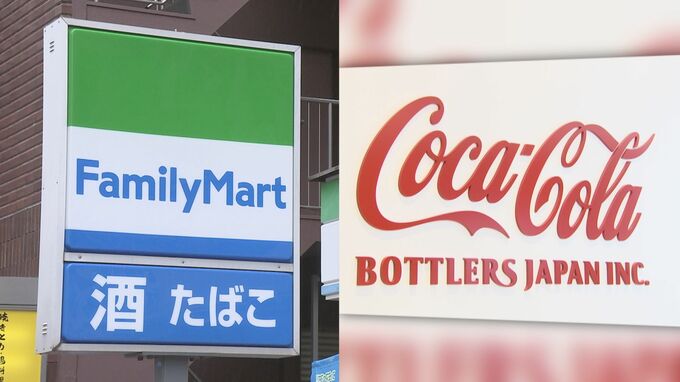 FamilyMart
酒 たばこ
Coca-Cola
BOTTLERS JAPAN INC.